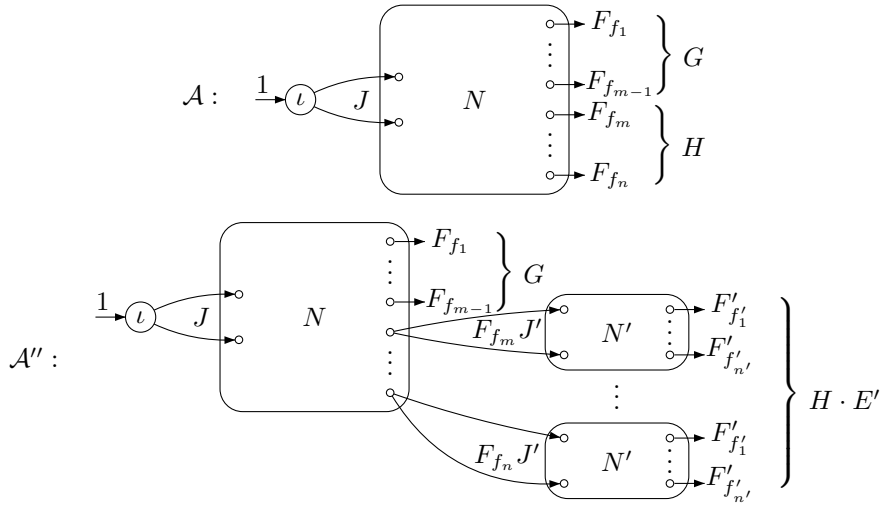 F_{f_1}
G
F_{f_{m-1}}
𝒜 : 1 ι J N
F_{f_m}
H
F_{f_n}
F_{f_1}
G
F_{f_{m-1}}
1 ι J N
F_{f_m} J′ N′ F′_{f′_1}
F′_{f′_{n′}}
𝒜″ :
H · E′
F_{f_n} J′ N′ F′_{f′_1}
F′_{f′_{n′}}